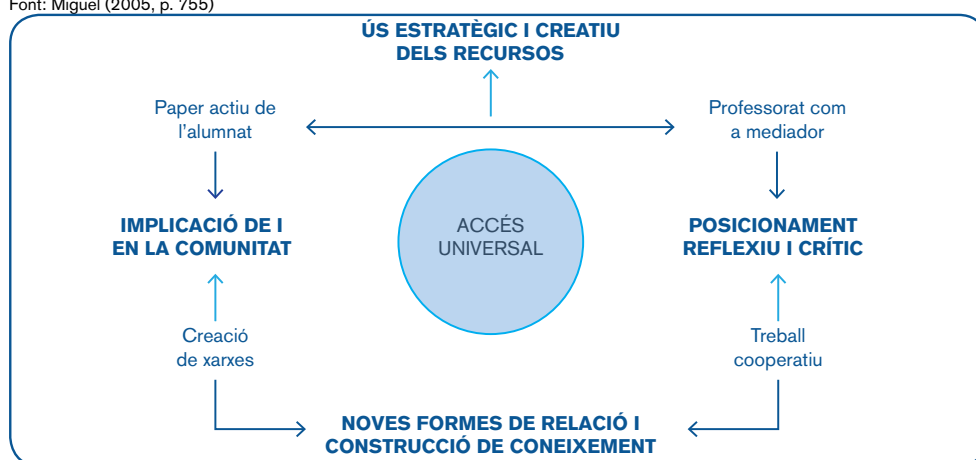 Font: Miguel (2005, p. 755)
ÚS ESTRATÈGIC I CREATIU
DELS RECURSOS
Paper actiu de
l’alumnat
Professorat com
a mediador
IMPLICACIÓ DE I
EN LA COMUNITAT
ACCÉS
UNIVERSAL
POSICIONAMENT
REFLEXIU I CRÍTIC
Creació
de xarxes
Treball
cooperatiu
NOVES FORMES DE RELACIÓ I
CONSTRUCCIÓ DE CONEIXEMENT